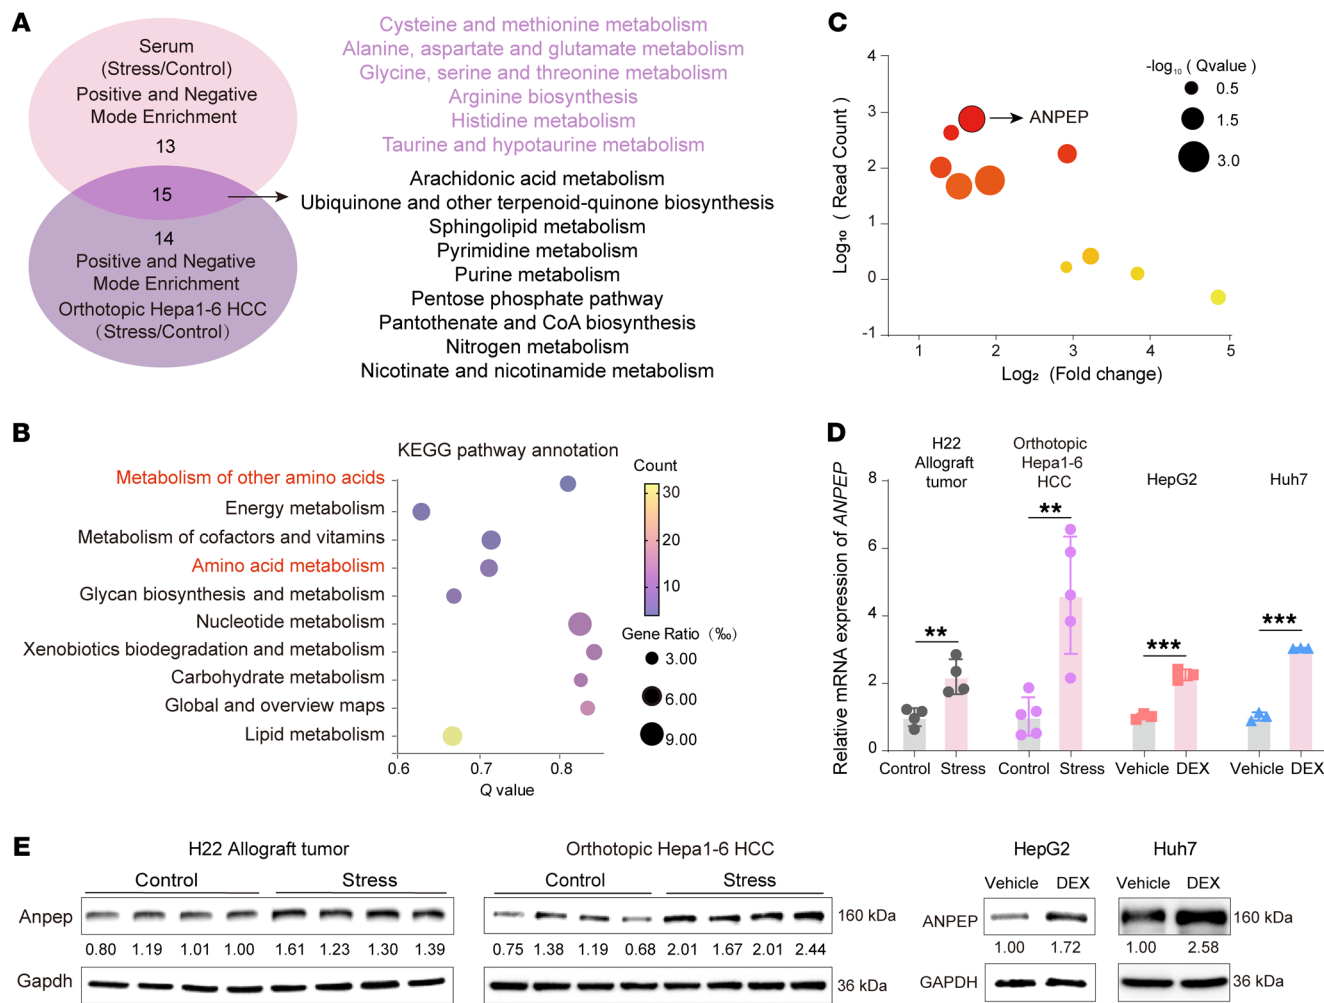 A
Serum
(Stress/Control)
Positive and Negative
Mode Enrichment
13
15
14
Positive and Negative
Mode Enrichment
Orthotopic Hepa1-6 HCC
(Stress/Control)
Cysteine and methionine metabolism
Alanine, aspartate and glutamate metabolism
Glycine, serine and threonine metabolism
Arginine biosynthesis
Histidine metabolism
Taurine and hypotaurine metabolism
Arachidonic acid metabolism
Ubiquinone and other terpenoid-quinone biosynthesis
Sphingolipid metabolism
Pyrimidine metabolism
Purine metabolism
Pentose phosphate pathway
Pantothenate and CoA biosynthesis
Nitrogen metabolism
Nicotinate and nicotinamide metabolism
B
KEGG pathway annotation
Metabolism of other amino acids
Energy metabolism
Metabolism of cofactors and vitamins
Amino acid metabolism
Glycan biosynthesis and metabolism
Nucleotide metabolism
Xenobiotics biodegradation and metabolism
Carbohydrate metabolism
Global and overview maps
Lipid metabolism
0.6 0.7 0.8
Q value
Count
30
20
10
Gene Ratio (‰)
3.00
6.00
9.00
C
Log₁₀ ( Read Count )
4
3
2
1
0
-1
1 2 3 4 5
Log₂ (Fold change)
ANPEP
-log₁₀ ( Qvalue )
0.5
1.5
3.0
D
Relative mRNA expression of ANPEP
8
6
4
2
0
H22
Allograft
tumor
Orthotopic
Hepa1-6
HCC
HepG2
Huh7
** ** *** ***
Control Stress Control Stress Vehicle DEX Vehicle DEX
E
H22 Allograft tumor
Control Stress
Anpep
0.80 1.19 1.01 1.00 1.61 1.23 1.30 1.39
Gapdh
Orthotopic Hepa1-6 HCC
Control Stress
160 kDa
0.75 1.38 1.19 0.68 2.01 1.67 2.01 2.44
36 kDa
HepG2 Huh7
Vehicle DEX Vehicle DEX
ANPEP 160 kDa
1.00 1.72 1.00 2.58
GAPDH 36 kDa